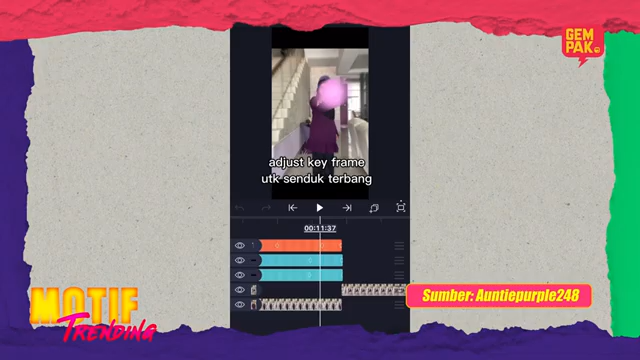 GEM
PAK
adjust key frame
utk senduk terbang
00:11:37
Sumber: Auntiepurple248
MOTIF
TRENDING